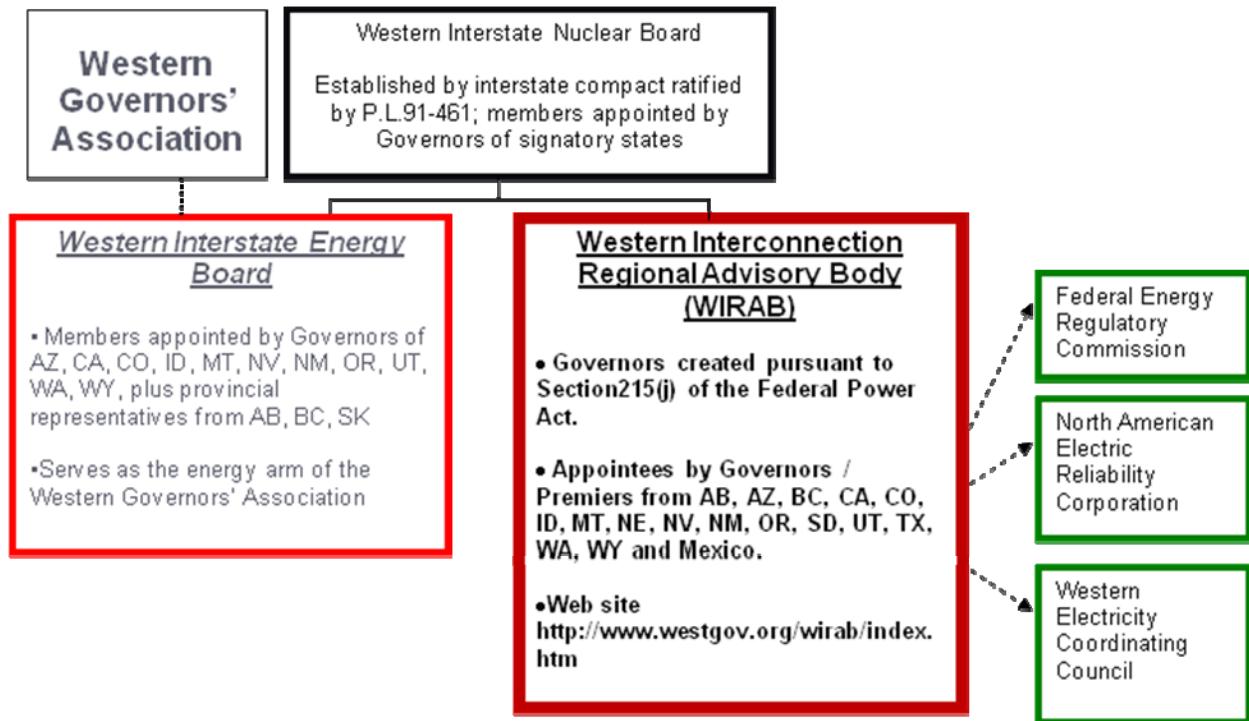 Western
Governors'
Association
Western Interstate Nuclear Board
Established by interstate compact ratified
by P.L.91-461; members appointed by
Governors of signatory states
Western Interstate Energy
Board
▪ Members appointed by Governors of
AZ, CA, CO, ID, MT, NV, NM, OR, UT,
WA, WY, plus provincial
representatives from AB, BC, SK
▪Serves as the energy arm of the
Western Governors' Association
Western Interconnection
Regional Advisory Body
(WIRAB)
● Governors created pursuant to
Section215(j) of the Federal Power
Act.
● Appointees by Governors /
Premiers from AB, AZ, BC, CA, CO,
ID, MT, NE, NV, NM, OR, SD, UT, TX,
WA, WY and Mexico.
●Web site
http://www.westgov.org/wirab/index.
htm
Federal Energy
Regulatory
Commission
North American
Electric
Reliability
Corporation
Western
Electricity
Coordinating
Council